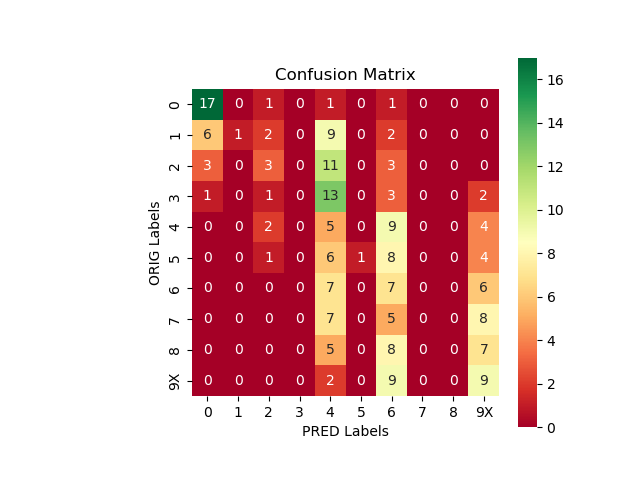 Confusion Matrix
ORIG Labels
0 17 0 1 0 1 0 1 0 0 0
1 6 1 2 0 9 0 2 0 0 0
2 3 0 3 0 11 0 3 0 0 0
3 1 0 1 0 13 0 3 0 0 2
4 0 0 2 0 5 0 9 0 0 4
5 0 0 1 0 6 1 8 0 0 4
6 0 0 0 0 7 0 7 0 0 6
7 0 0 0 0 7 0 5 0 0 8
8 0 0 0 0 5 0 8 0 0 7
9X 0 0 0 0 2 0 9 0 0 9
0 1 2 3 4 5 6 7 8 9X
PRED Labels
16
14
12
10
8
6
4
2
0